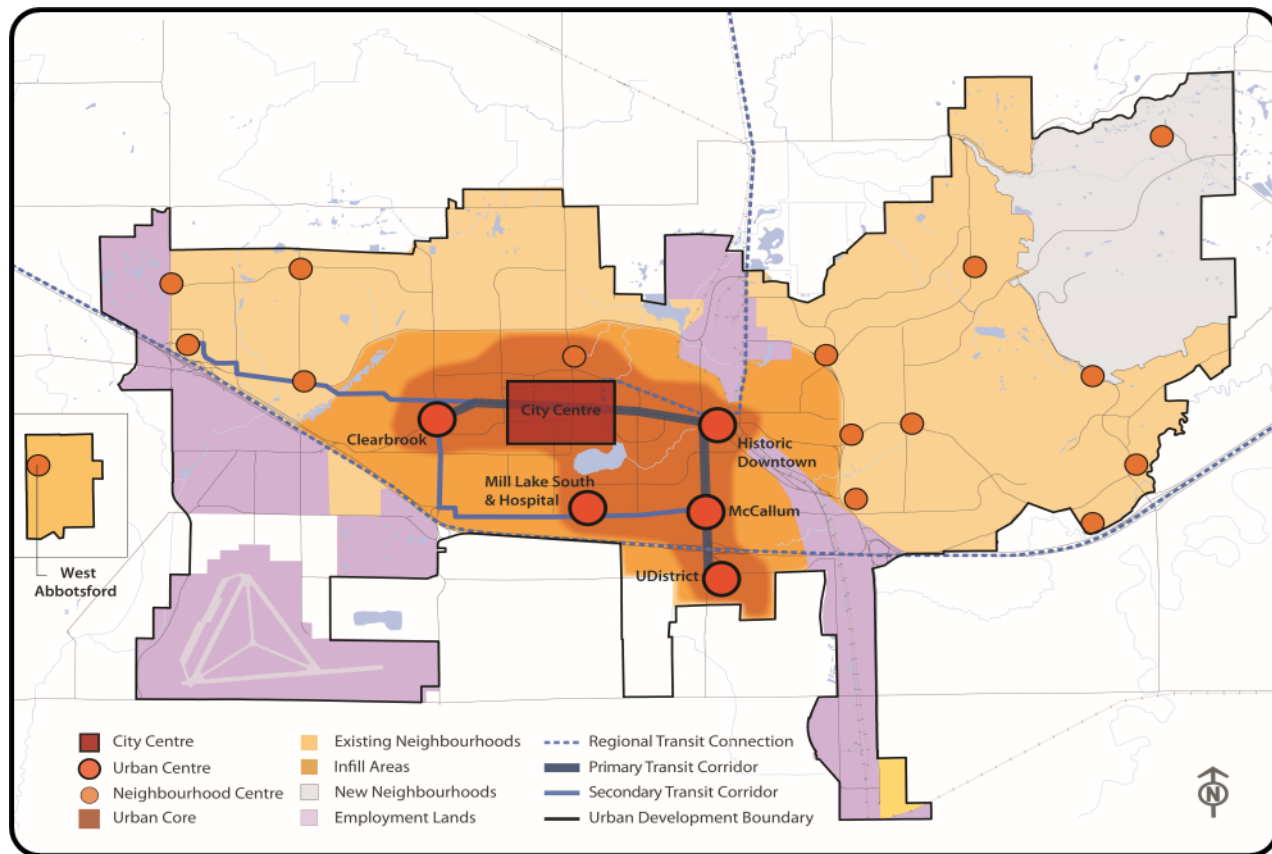 City Centre
Clearbrook
Historic
Downtown
Mill Lake South
& Hospital
McCallum
UDistrict
West
Abbotsford
City Centre
Urban Centre
Neighbourhood Centre
Urban Core
Existing Neighbourhoods
Infill Areas
New Neighbourhoods
Employment Lands
Regional Transit Connection
Primary Transit Corridor
Secondary Transit Corridor
Urban Development Boundary
N